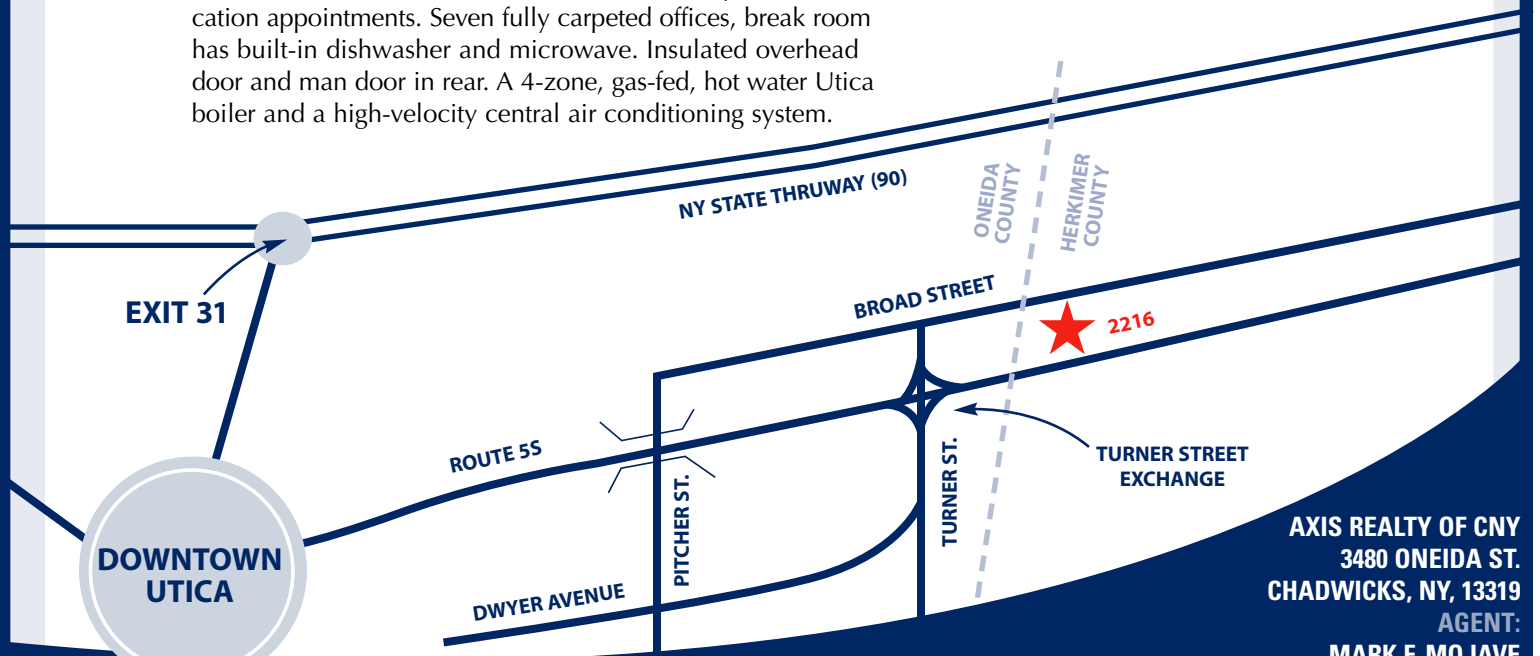 cation appointments. Seven fully carpeted offices, break room
has built-in dishwasher and microwave. Insulated overhead
door and man door in rear. A 4-zone, gas-fed, hot water Utica
boiler and a high-velocity central air conditioning system.
NY STATE THRUWAY (90)
ONEIDA
COUNTY
HERKIMER
COUNTY
EXIT 31
BROAD STREET
2216
ROUTE 5S
TURNER STREET
EXCHANGE
PITCHER ST.
TURNER ST.
DOWNTOWN
UTICA
DWYER AVENUE
AXIS REALTY OF CNY
3480 ONEIDA ST.
CHADWICKS, NY, 13319
AGENT:
MARK F. MOJAVE